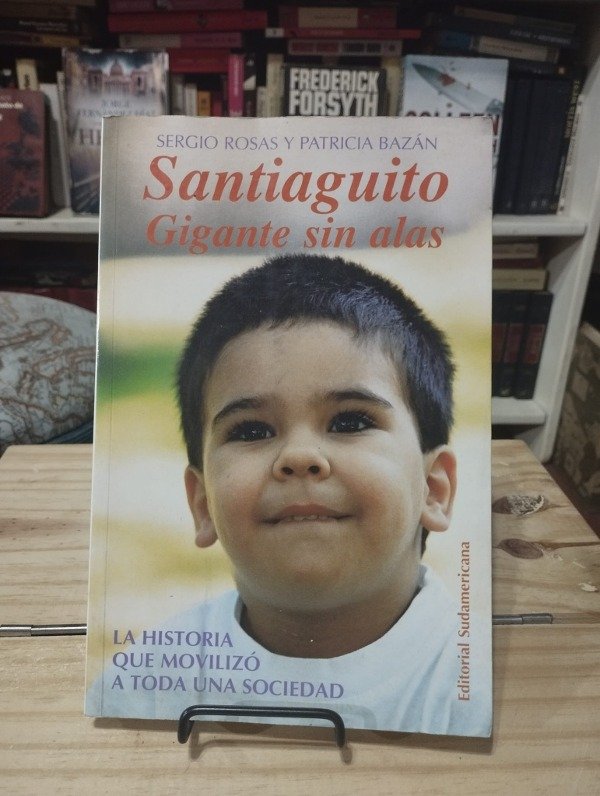 SERGIO ROSAS Y PATRICIA BAZÁN
Santiaguito
Gigante sin alas
LA HISTORIA
QUE MOVILIZÓ
A TODA UNA SOCIEDAD
Editorial Sudamericana
FREDERICK
FORSYTH